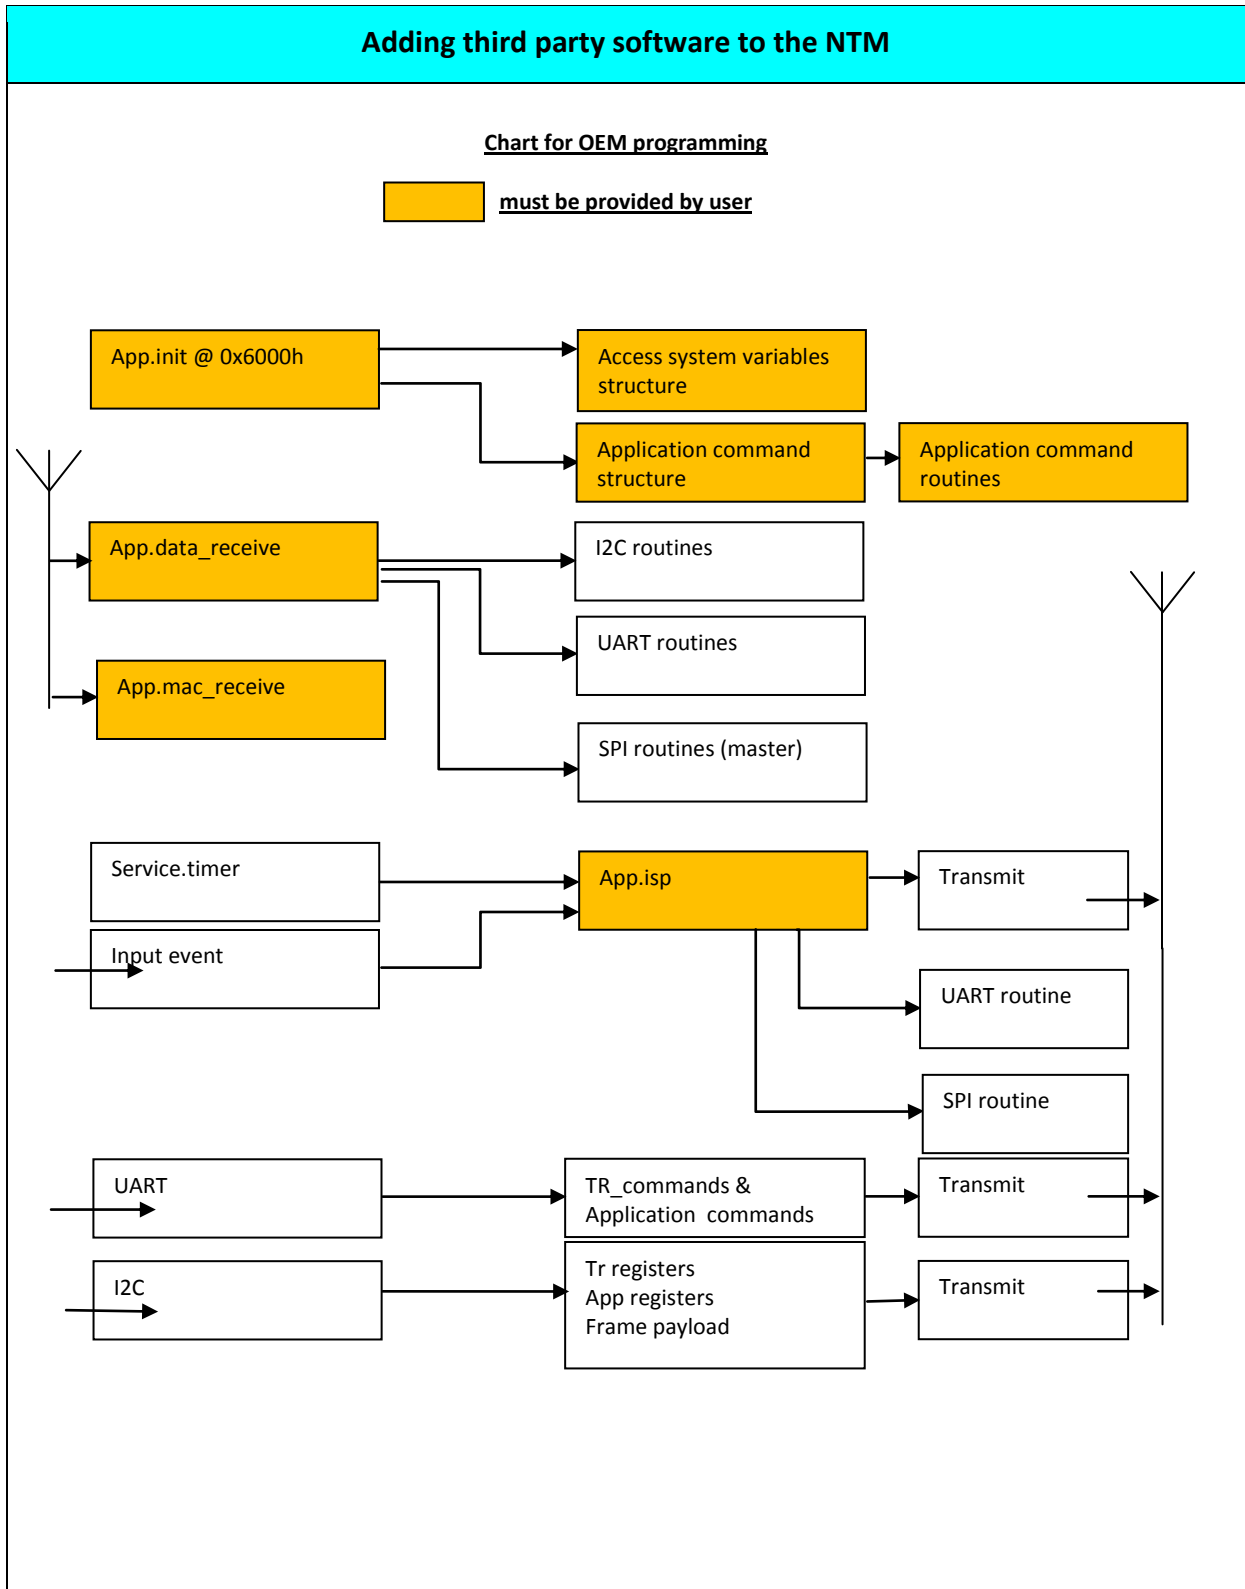 Adding third party software to the NTM
Chart for OEM programming
must be provided by user
App.init @ 0x6000h
Access system variables
structure
Application command
structure
Application command
routines
App.data_receive
I2C routines
UART routines
App.mac_receive
SPI routines (master)
Service.timer
App.isp
Transmit
Input event
UART routine
SPI routine
UART
TR_commands &
Application  commands
Transmit
I2C
Tr registers
App registers
Frame payload
Transmit